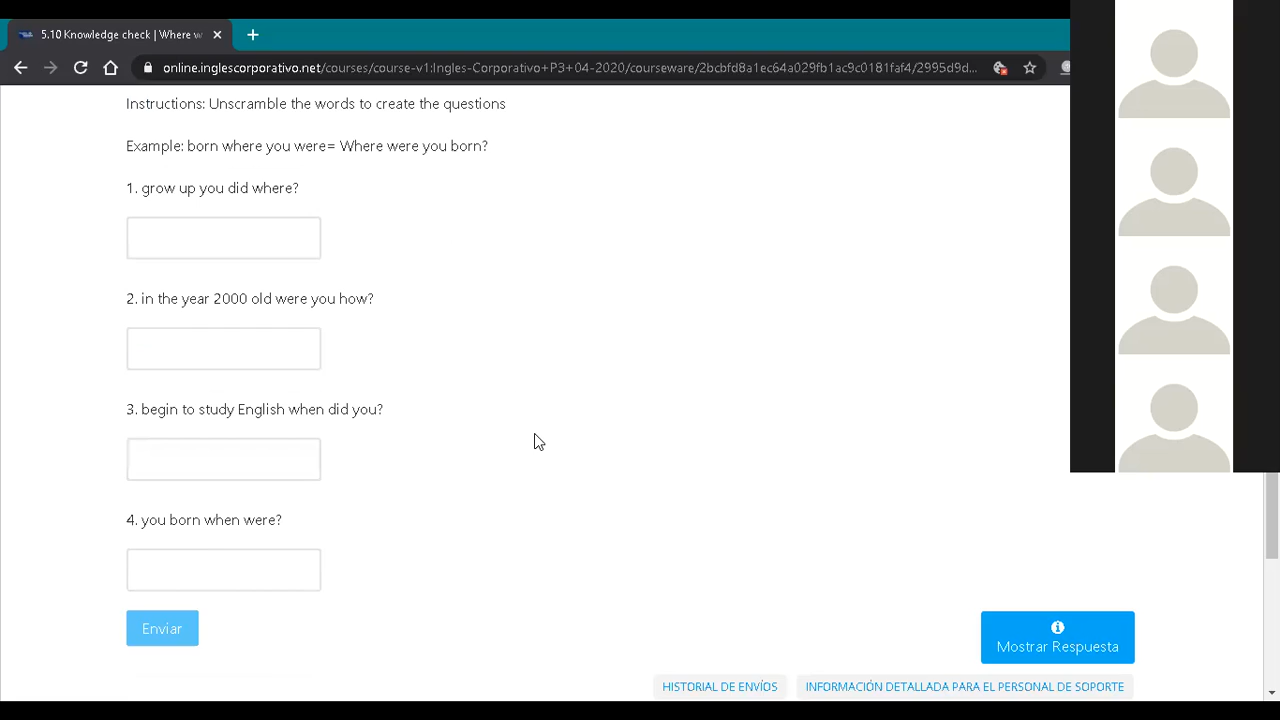 5.10 Knowledge check | Where w
online.inglescorporativo.net/courses/course-v1:Ingles-Corporativo+P3+04-2020/courseware/2bcbfd8a1ec64a029fb1ac9c0181faf4/2995d9d...
Instructions: Unscramble the words to create the questions
Example: born where you were= Where were you born?
1. grow up you did where?
2. in the year 2000 old were you how?
3. begin to study English when did you?
4. you born when were?
Enviar
Mostrar Respuesta
HISTORIAL DE ENVÍOS
INFORMACIÓN DETALLADA PARA EL PERSONAL DE SOPORTE